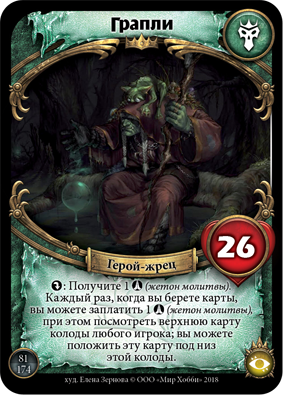 Грапли
26
Герой-жрец
: Получите 1 (жетон молитвы).
Каждый раз, когда вы берете карты,
вы можете заплатить 1 (жетон молитвы),
при этом посмотреть верхнюю карту
колоды любого игрока; вы можете
положить эту карту под низ
этой колоды.
81
174
худ. Елена Зернова © ООО «Мир Хобби» 2018